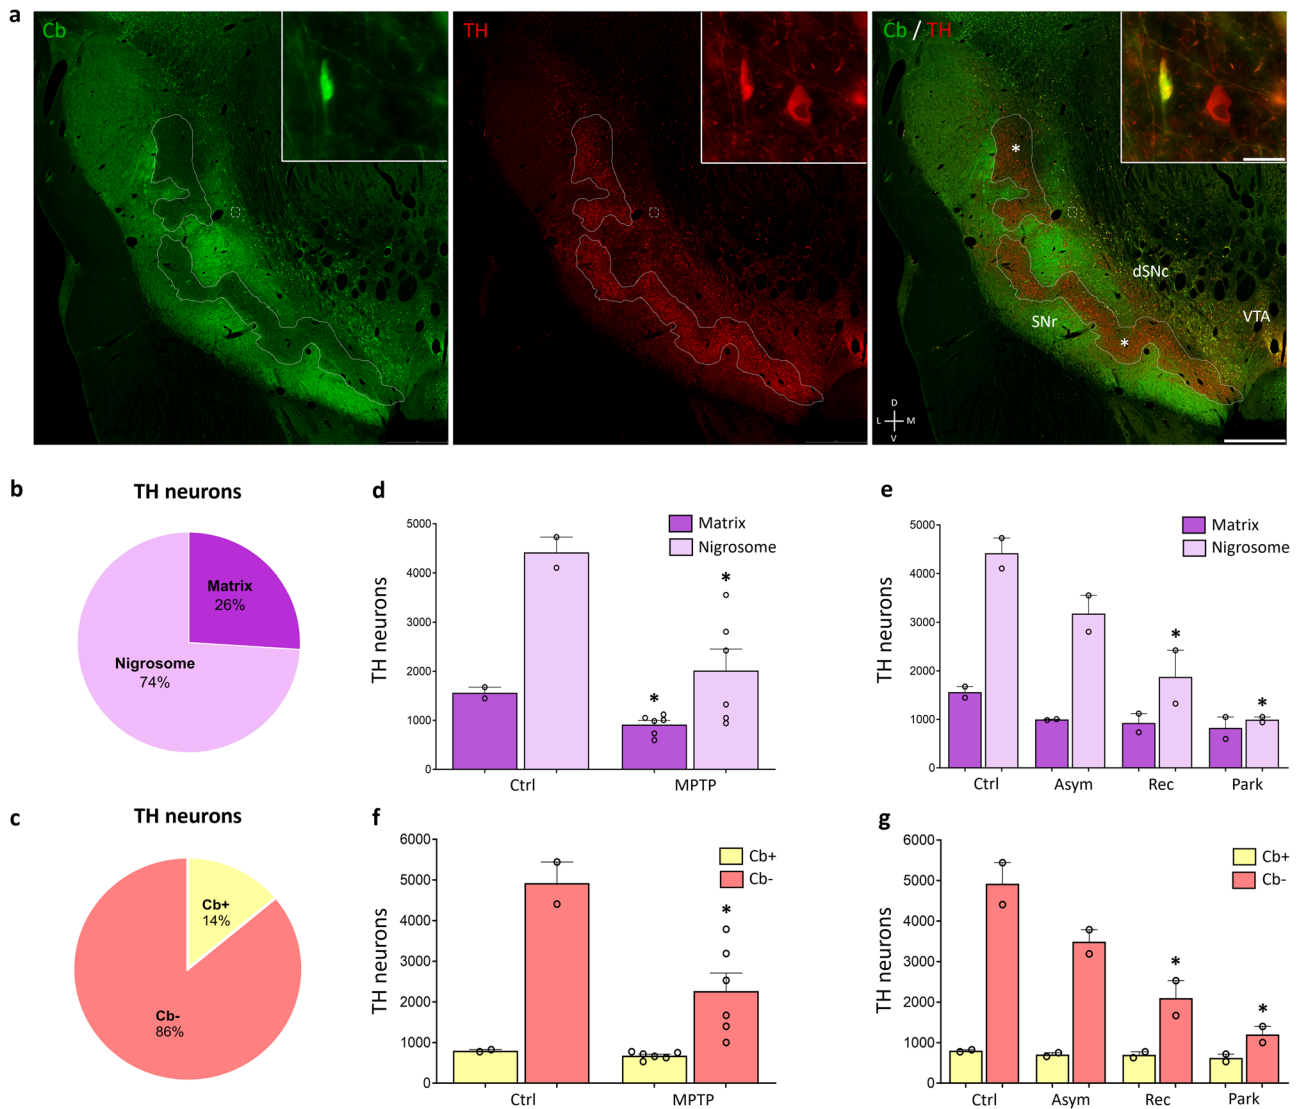 a
Cb
TH
Cb / TH
*
dSNc
SNr
VTA
*
D
L M
V
b
TH neurons
Matrix
26%
Nigrosome
74%
c
TH neurons
Cb+
14%
Cb-
86%
d
Matrix
Nigrosome
TH neurons
5000
4000
3000
2000
1000
0
*
*
Ctrl MPTP
e
Matrix
Nigrosome
TH neurons
5000
4000
3000
2000
1000
0
*
*
Ctrl Asym Rec Park
f
Cb+
Cb-
TH neurons
6000
5000
4000
3000
2000
1000
0
*
Ctrl MPTP
g
Cb+
Cb-
TH neurons
6000
5000
4000
3000
2000
1000
0
*
*
Ctrl Asym Rec Park